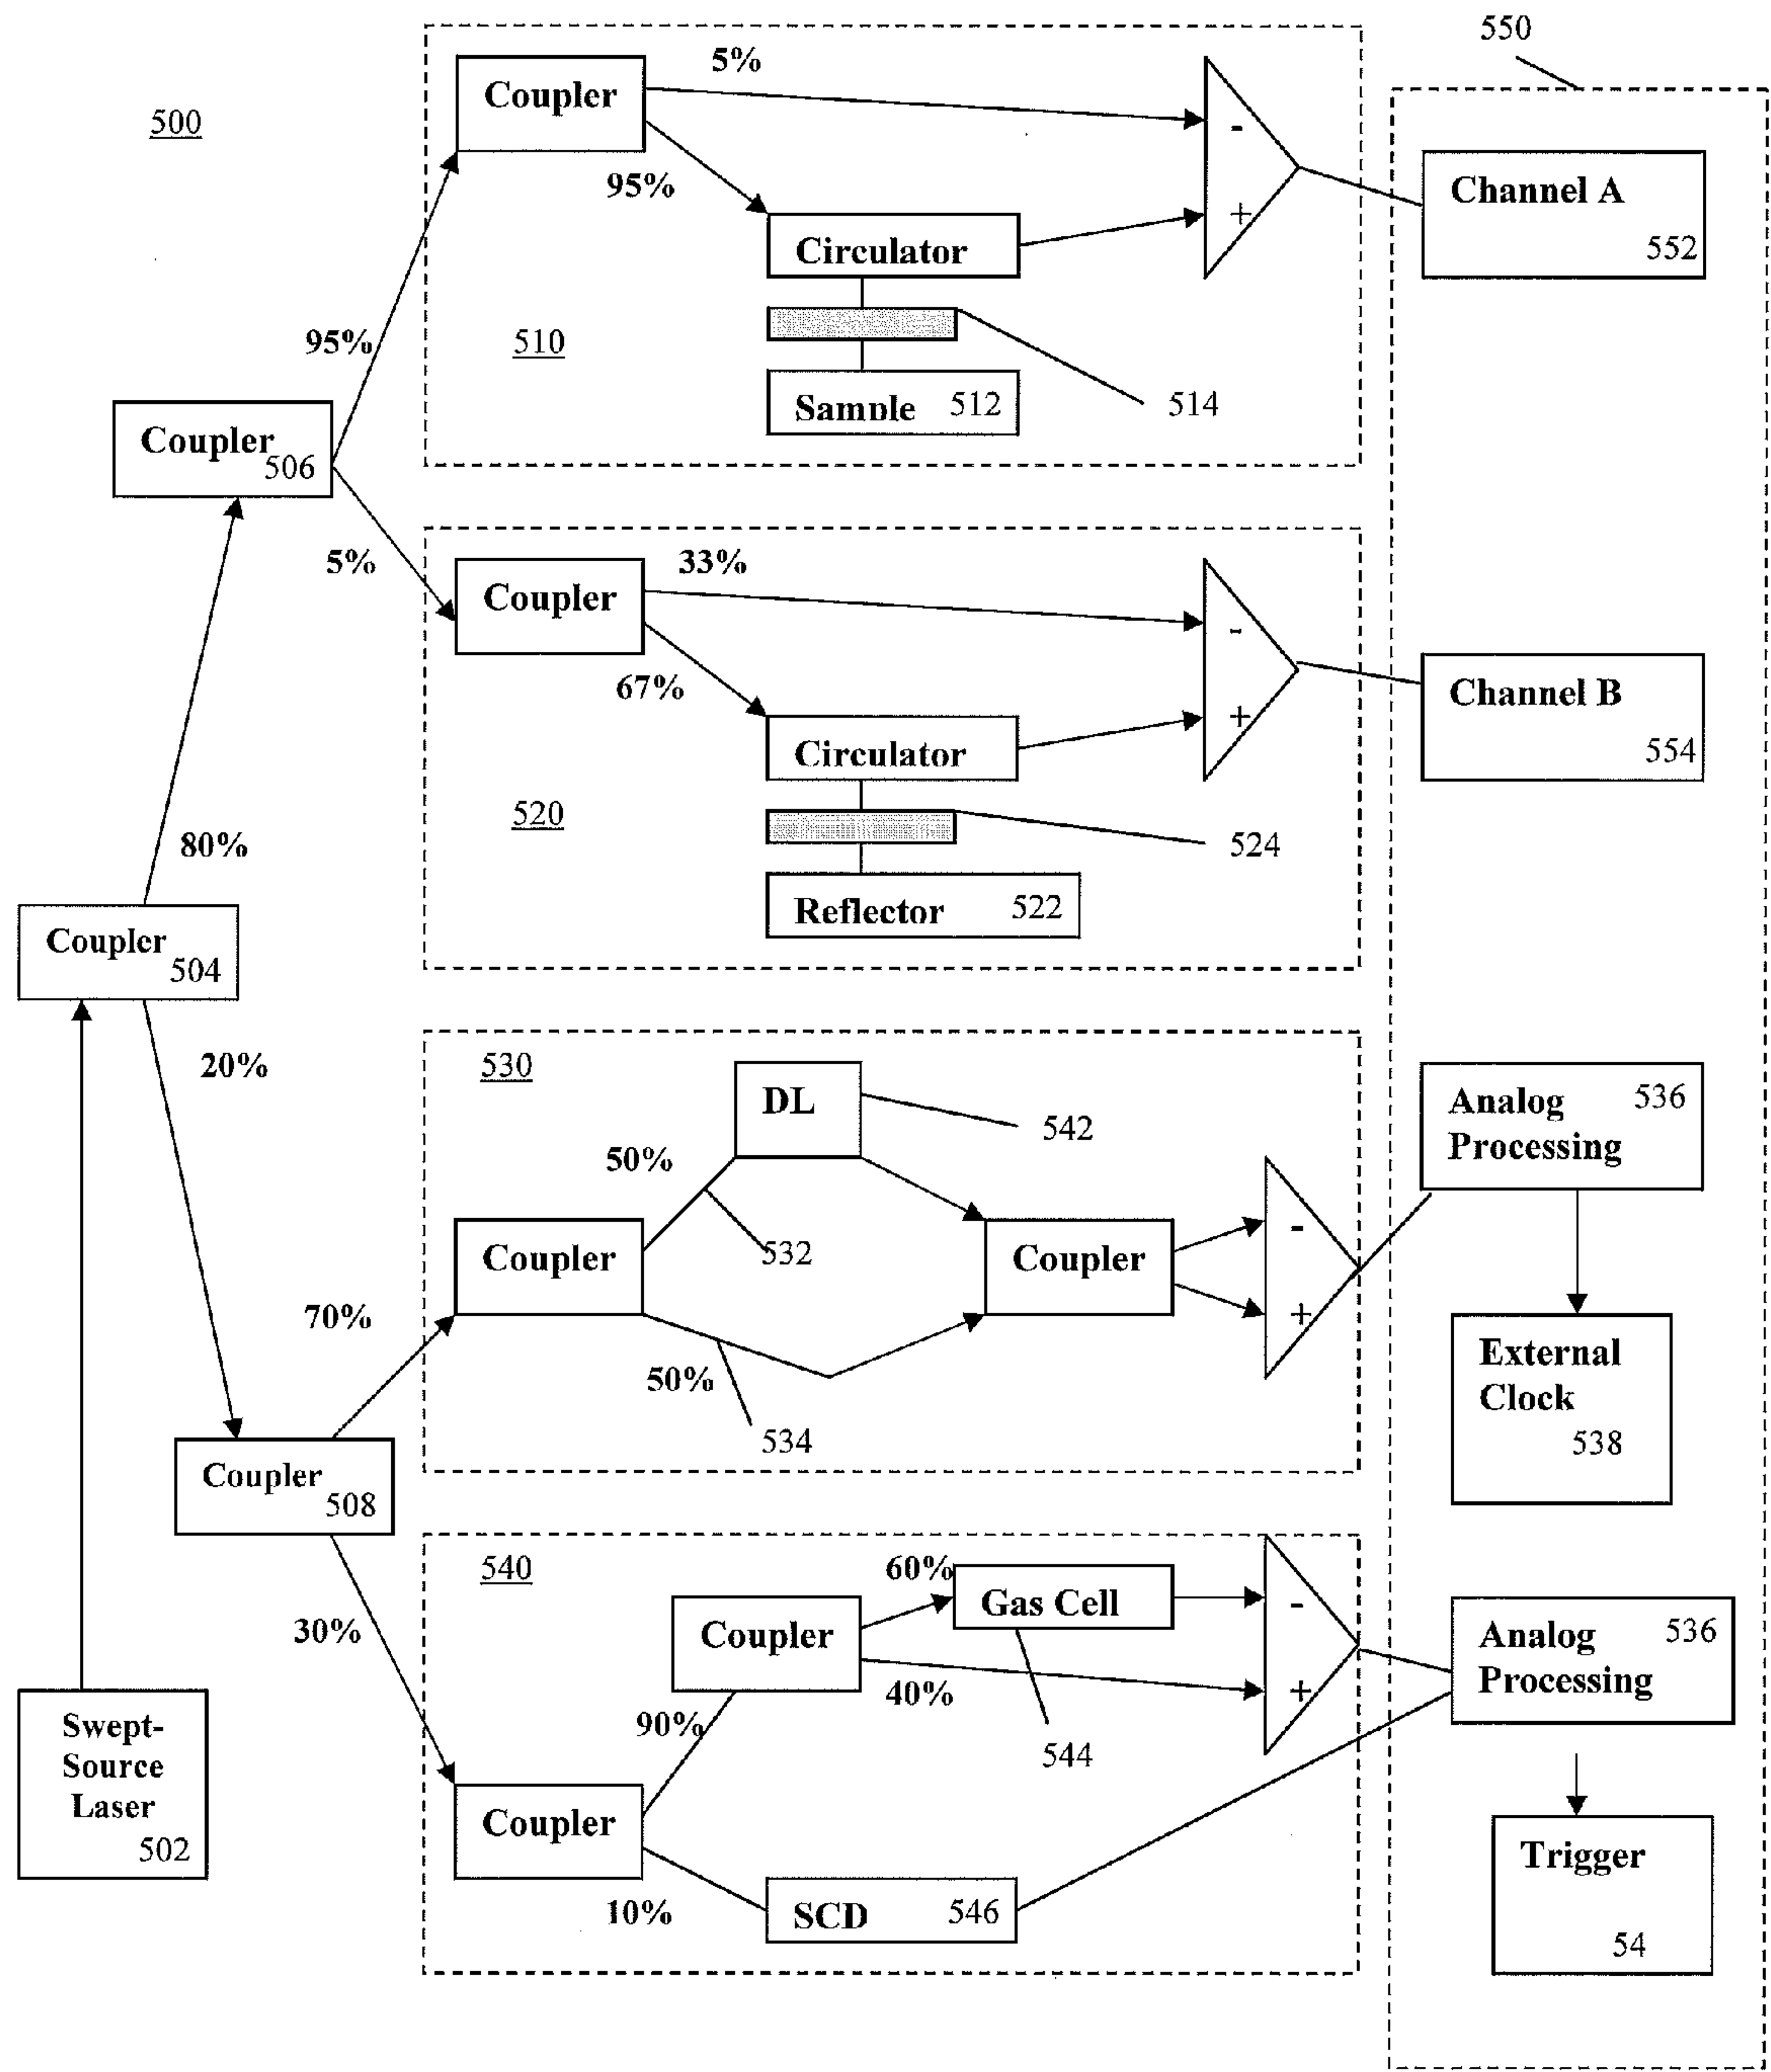 550
500
5%
Coupler
95%
-
+
Circulator
Channel A
552
510
514
Sample 512
95%
Coupler
506
5%
33%
Coupler
67%
-
+
Circulator
Channel B
554
520
524
Reflector 522
80%
Coupler
504
20%
530
DL
542
50%
532
Coupler
Coupler
-
+
50%
534
Analog 536
Processing
External
Clock
538
70%
Coupler
508
30%
540
60%
Gas Cell
Coupler
40%
544
-
+
90%
Coupler
10%
SCD 546
Analog 536
Processing
Trigger
54
Swept-
Source
Laser
502